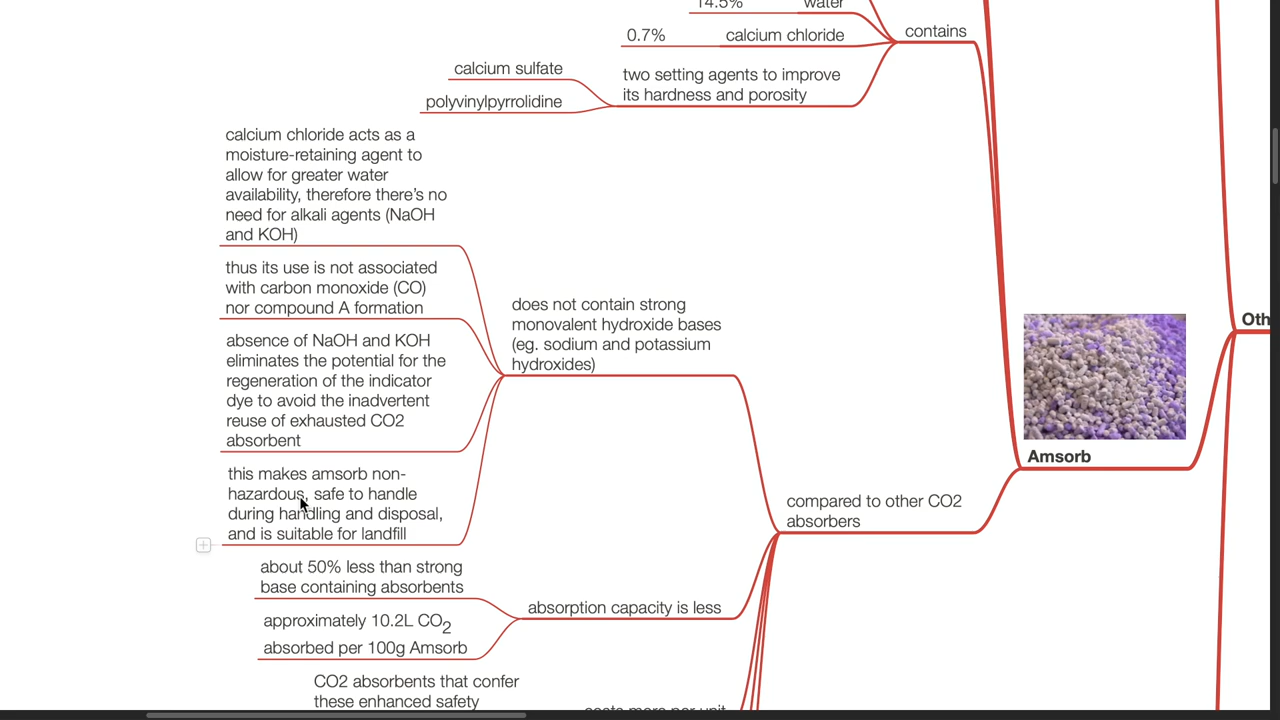 14.5%
water
0.7%
calcium chloride
contains
calcium sulfate
polyvinylpyrrolidine
two setting agents to improve
its hardness and porosity
calcium chloride acts as a
moisture-retaining agent to
allow for greater water
availability, therefore there's no
need for alkali agents (NaOH
and KOH)
thus its use is not associated
with carbon monoxide (CO)
nor compound A formation
absence of NaOH and KOH
eliminates the potential for the
regeneration of the indicator
dye to avoid the inadvertent
reuse of exhausted CO2
absorbent
this makes amsorb non-
hazardous, safe to handle
during handling and disposal,
and is suitable for landfill
does not contain strong
monovalent hydroxide bases
(eg. sodium and potassium
hydroxides)
about 50% less than strong
base containing absorbents
approximately 10.2L CO2
absorbed per 100g Amsorb
absorption capacity is less
CO2 absorbents that confer
these enhanced safety
costs more per unit
compared to other CO2
absorbers
Amsorb
Oth